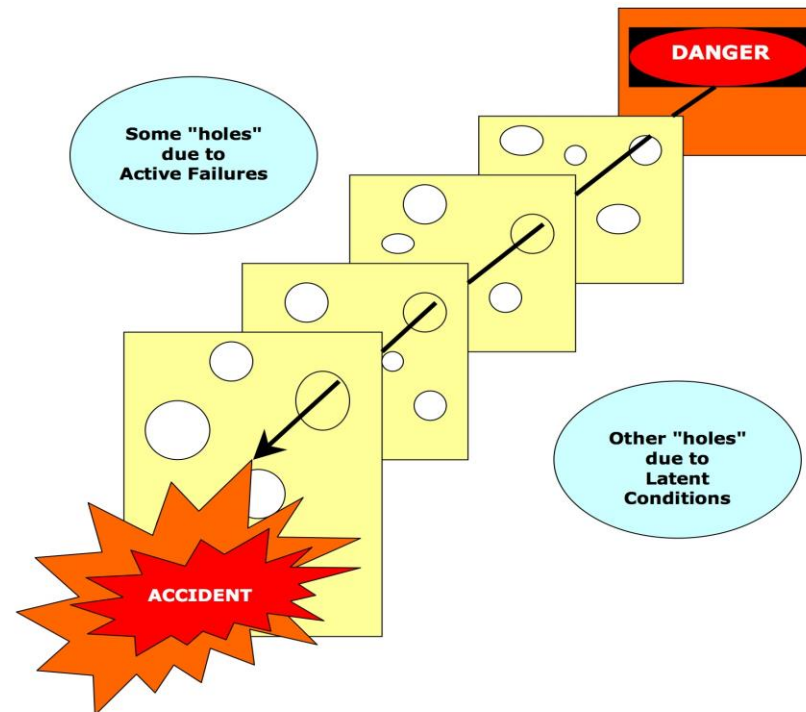 DANGER
Some "holes"
due to
Active Failures
Other "holes"
due to
Latent
Conditions
ACCIDENT